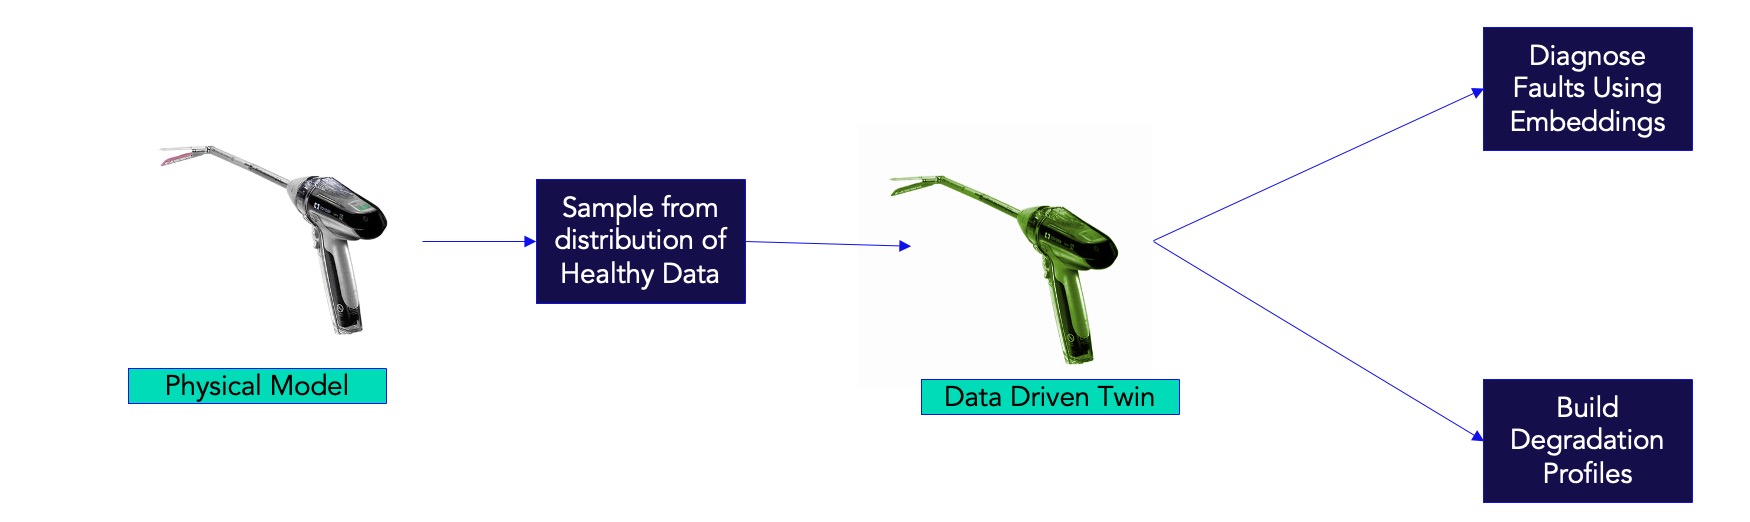 Physical Model
Sample from
distribution of
Healthy Data
Data Driven Twin
Diagnose
Faults Using
Embeddings
Build
Degradation
Profiles